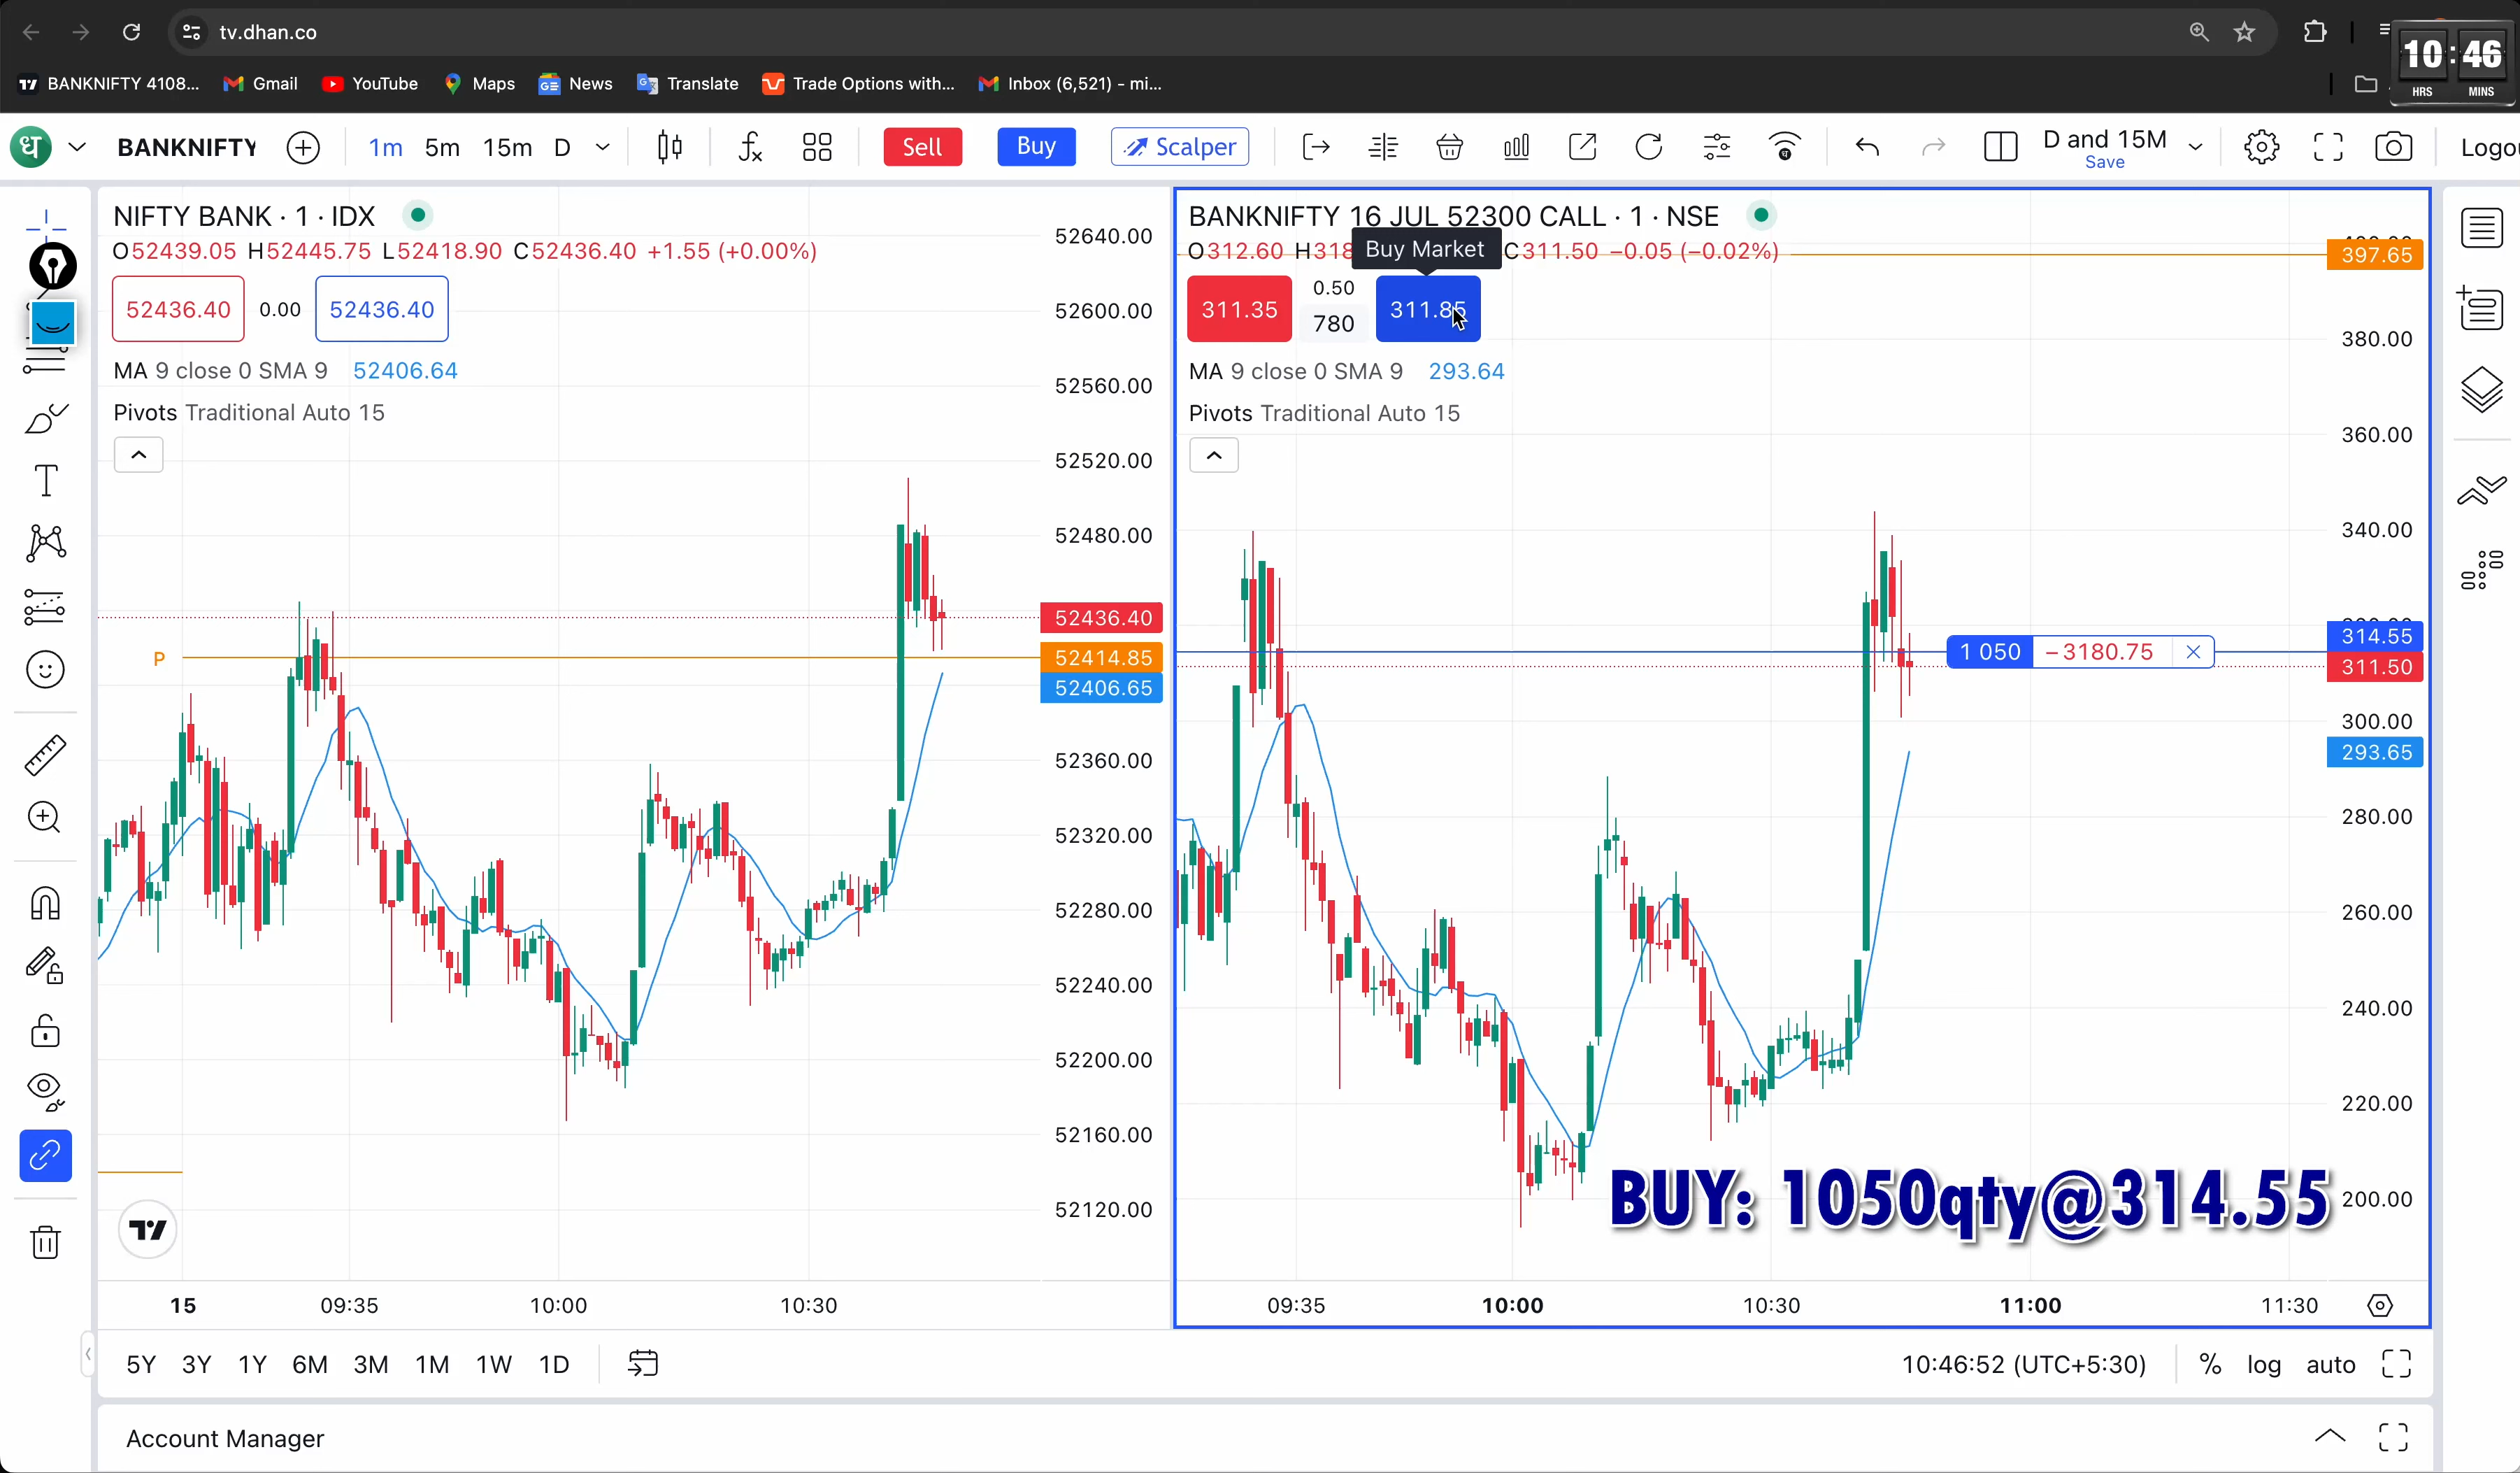 tv.dhan.co
10:46
HRS MINS
BANKNIFTY 4108... Gmail YouTube Maps News Translate Trade Options with... Inbox (6,521) - mi...
ध BANKNIFTY 1m 5m 15m D Sell Buy Scalper D and 15M Save Logou
NIFTY BANK · 1 · IDX
O52439.05 H52445.75 L52418.90 C52436.40 +1.55 (+0.00%)
52436.40 0.00 52436.40
MA 9 close 0 SMA 9 52406.64
Pivots Traditional Auto 15
P
52640.00
52600.00
52560.00
52520.00
52480.00
52436.40
52414.85
52406.65
52360.00
52320.00
52280.00
52240.00
52200.00
52160.00
52120.00
15 09:35 10:00 10:30
BANKNIFTY 16 JUL 52300 CALL · 1 · NSE
O312.60 H318 C311.50 −0.05 (−0.02%)
Buy Market
311.35 0.50 780 311.85
MA 9 close 0 SMA 9 293.64
Pivots Traditional Auto 15
397.65
380.00
360.00
340.00
314.55
1 050 −3180.75
311.50
300.00
293.65
280.00
260.00
240.00
220.00
200.00
BUY: 1050qty@314.55
09:35 10:00 10:30 11:00 11:30
5Y 3Y 1Y 6M 3M 1M 1W 1D 10:46:52 (UTC+5:30) % log auto
Account Manager